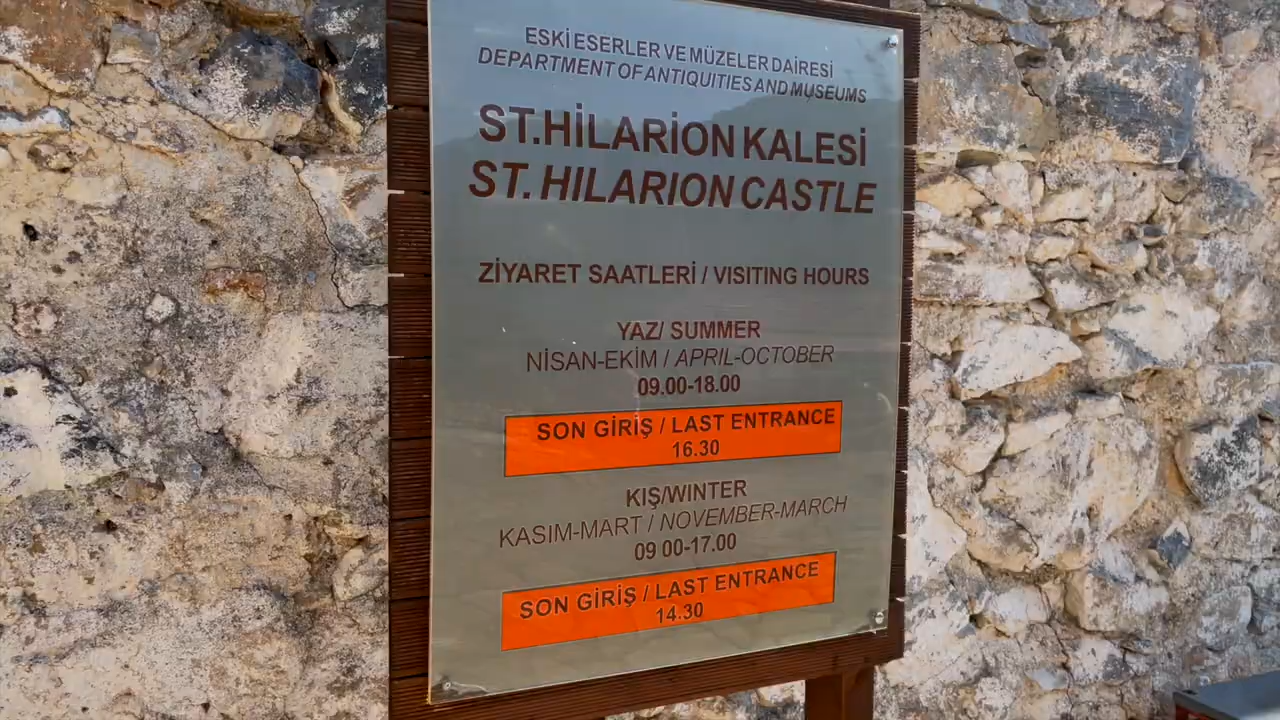 ESKİ ESERLER VE MÜZELER DAİRESİ
DEPARTMENT OF ANTIQUITIES AND MUSEUMS
ST.HİLARİON KALESİ
ST. HILARION CASTLE
ZİYARET SAATLERİ / VISITING HOURS
YAZ/ SUMMER
NİSAN-EKİM / APRIL-OCTOBER
09.00-18.00
SON GİRİŞ / LAST ENTRANCE
16.30
KIŞ/WINTER
KASIM-MART / NOVEMBER-MARCH
09 00-17.00
SON GİRİŞ / LAST ENTRANCE
14.30